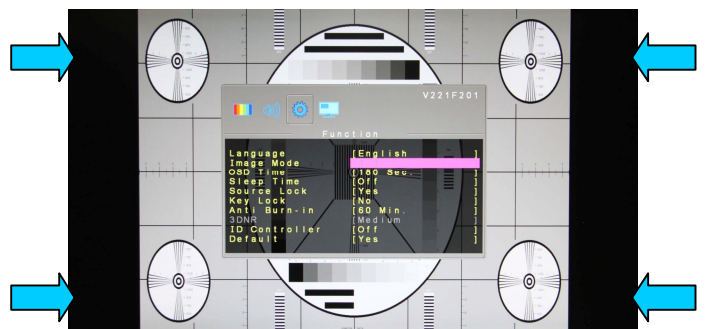 V221F201
Function
Language [English ]
Image Mode
OSD Time [180 Sec. ]
Sleep Time [Off ]
Source Lock [Yes ]
Key Lock [No ]
Anti Burn-in [60 Min. ]
3DNR [Medium ]
ID Controller [Off ]
Default [Yes ]